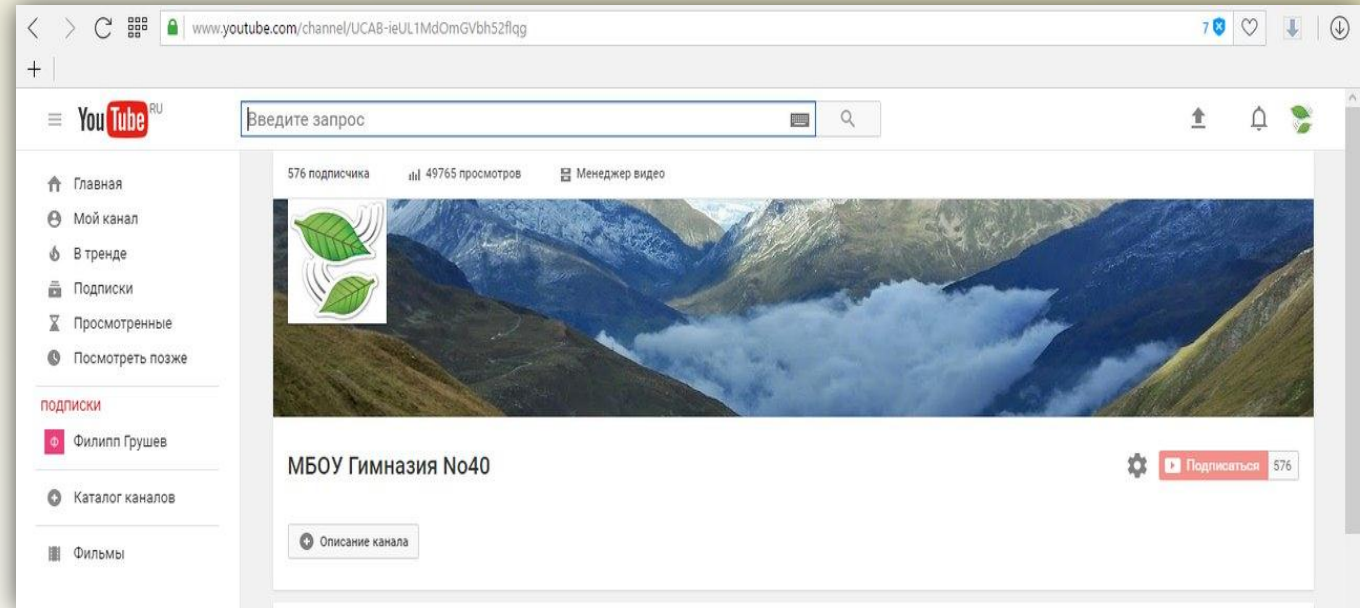 www.youtube.com/channel/UCAB-ieUL1MdOmGVbh52flqg
7
You Tube RU
Введите запрос
576 подписчика
49765 просмотров
Менеджер видео
Главная
Мой канал
В тренде
Подписки
Просмотренные
Посмотреть позже
ПОДПИСКИ
Ф Филипп Грушев
Каталог каналов
Фильмы
МБОУ Гимназия No40
Подписаться 576
Описание канала